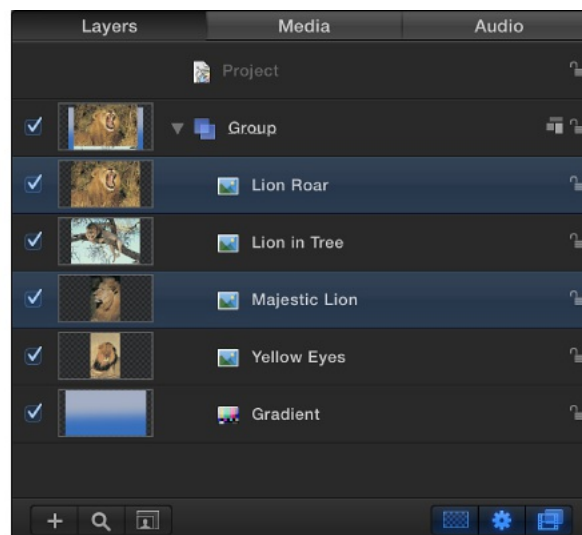 Layers Media Audio
Project
Group
Lion Roar
Lion in Tree
Majestic Lion
Yellow Eyes
Gradient